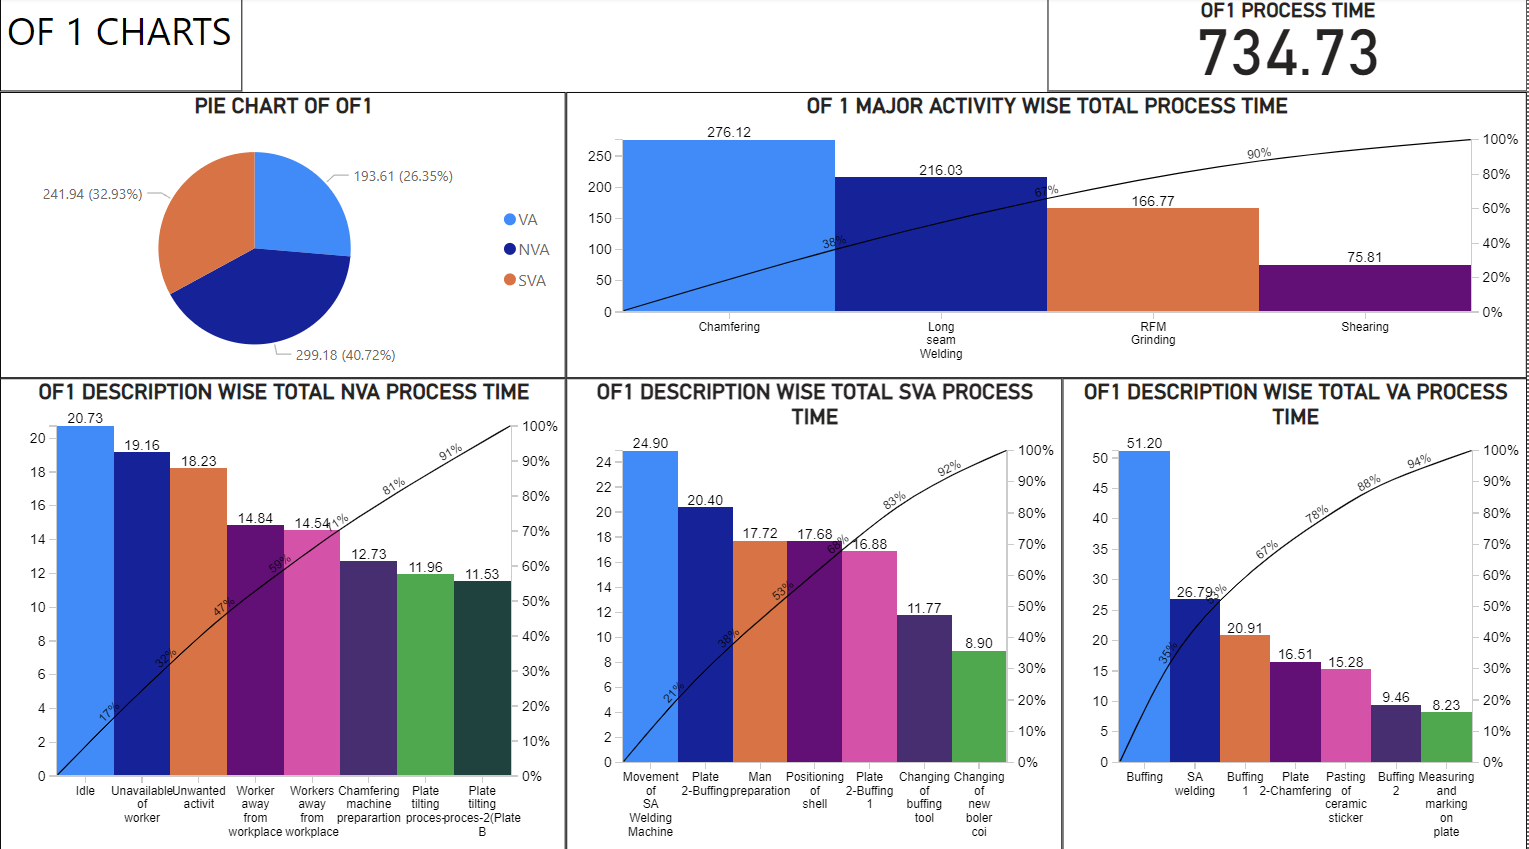 OF 1 CHARTS
OF1 PROCESS TIME
734.73
PIE CHART OF OF1
193.61 (26.35%)
241.94 (32.93%)
299.18 (40.72%)
VA
NVA
SVA
OF 1 MAJOR ACTIVITY WISE TOTAL PROCESS TIME
276.12
216.03
166.77
75.81
38%
67%
90%
250
200
150
100
50
0
100%
80%
60%
40%
20%
0%
Chamfering
Long
seam
Welding
RFM
Grinding
Shearing
OF1 DESCRIPTION WISE TOTAL NVA PROCESS TIME
20.73
19.16
18.23
14.84
14.54
12.73
11.96
11.53
17%
32%
47%
59%
71%
81%
91%
20
18
16
14
12
10
8
6
4
2
0
100%
90%
80%
70%
60%
50%
40%
30%
20%
10%
0%
Idle
Unavailable
of
worker
Unwanted
activit
Worker
away
from
workplace
Workers
away
from
workplace
Chamfering
machine
preparartion
Plate
tilting
proces-
Plate
tilting
proces-2(Plate
B
OF1 DESCRIPTION WISE TOTAL SVA PROCESS
TIME
24.90
20.40
17.72
17.68
16.88
11.77
8.90
21%
38%
53%
68%
83%
92%
24
22
20
18
16
14
12
10
8
6
4
2
0
100%
90%
80%
70%
60%
50%
40%
30%
20%
10%
0%
Movement
of
SA
Welding
Machine
Plate
2-Buffing
Man
preparation
Positioning
of
shell
Plate
2-Buffing
1
Changing
of
buffing
tool
Changing
of
new
boler
coi
OF1 DESCRIPTION WISE TOTAL VA PROCESS
TIME
51.20
26.79
20.91
16.51
15.28
9.46
8.23
35%
53%
67%
78%
88%
94%
50
45
40
35
30
25
20
15
10
5
0
100%
90%
80%
70%
60%
50%
40%
30%
20%
10%
0%
Buffing
SA
welding
Buffing
1
Plate
2-Chamfering
Pasting
of
ceramic
sticker
Buffing
2
Measuring
and
marking
on
plate